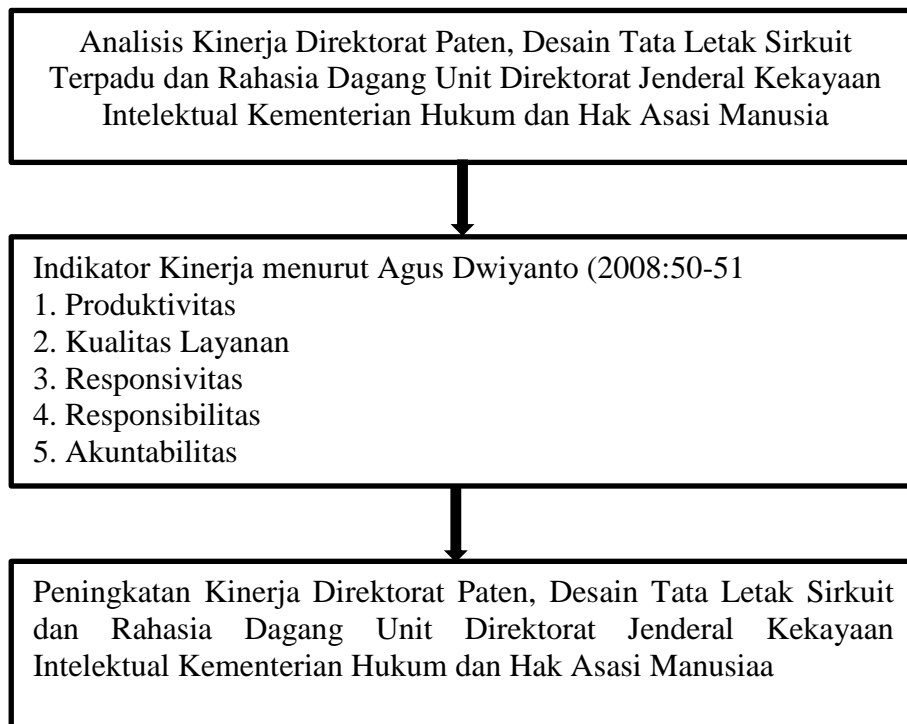 Analisis Kinerja Direktorat Paten, Desain Tata Letak Sirkuit
Terpadu dan Rahasia Dagang Unit Direktorat Jenderal Kekayaan
Intelektual Kementerian Hukum dan Hak Asasi Manusia
Indikator Kinerja menurut Agus Dwiyanto (2008:50-51
1. Produktivitas
2. Kualitas Layanan
3. Responsivitas
4. Responsibilitas
5. Akuntabilitas
Peningkatan Kinerja Direktorat Paten, Desain Tata Letak Sirkuit
dan Rahasia Dagang Unit Direktorat Jenderal Kekayaan
Intelektual Kementerian Hukum dan Hak Asasi Manusiaa